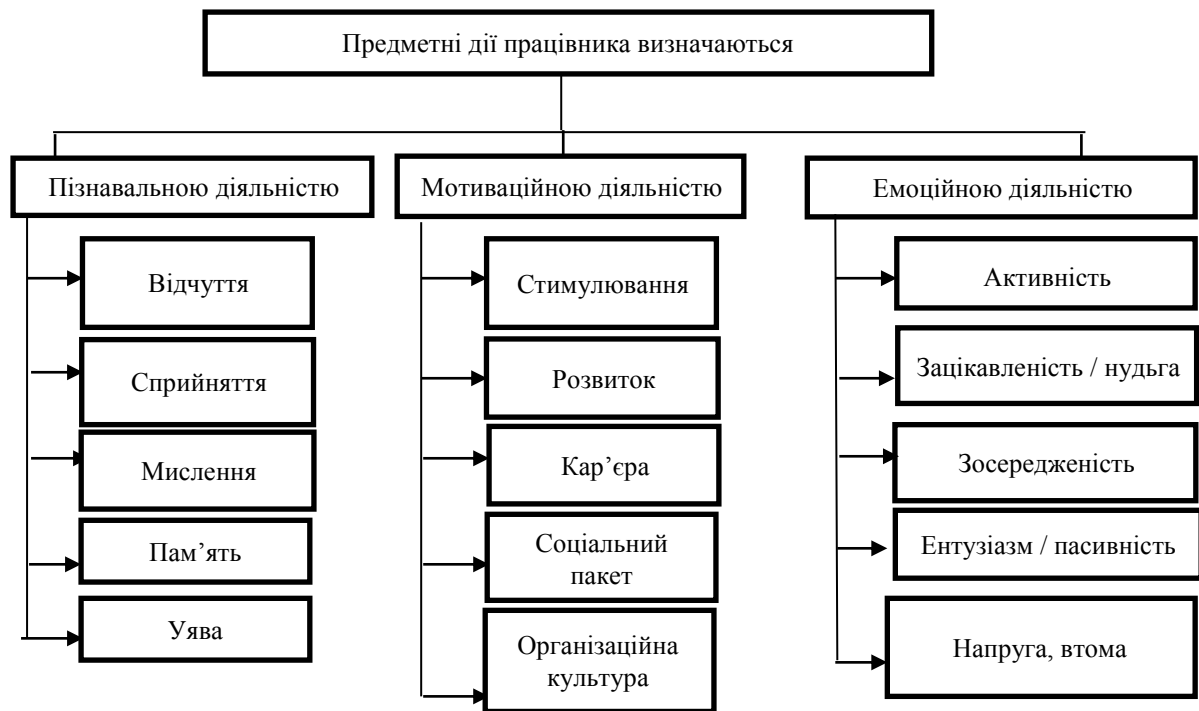 Предметні дії працівника визначаються
Пізнавальною діяльністю
Відчуття
Сприйняття
Мислення
Пам’ять
Уява
Мотиваційною діяльністю
Стимулювання
Розвиток
Кар’єра
Соціальний
пакет
Організаційна
культура
Емоційною діяльністю
Активність
Зацікавленість / нудьга
Зосередженість
Ентузіазм / пасивність
Напруга, втома